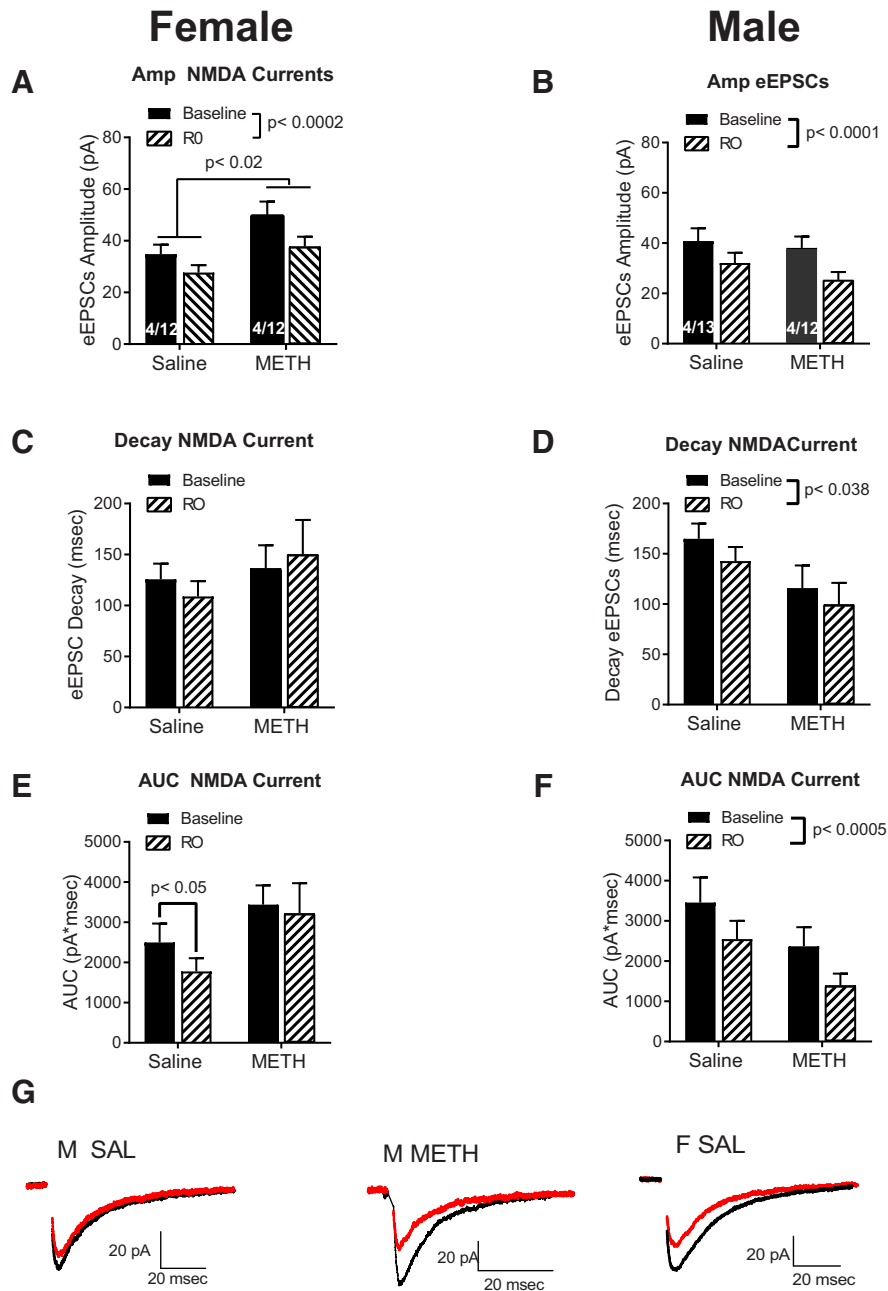 Female
Male
A
Amp NMDA Currents
Baseline
R0
p< 0.0002
p< 0.02
eEPSCs Amplitude (pA)
80
60
40
20
0
4/12
4/12
Saline
METH
B
Amp eEPSCs
Baseline
RO
p< 0.0001
eEPSCs Amplitude (pA)
80
60
40
20
0
4/13
4/12
Saline
METH
C
Decay NMDA Current
Baseline
RO
eEPSC Decay (msec)
200
150
100
50
0
Saline
METH
D
Decay NMDACurrent
Baseline
RO
p< 0.038
Decay eEPSCs (msec)
200
150
100
50
0
Saline
METH
E
AUC NMDA Current
Baseline
RO
p< 0.05
AUC (pA*msec)
5000
4000
3000
2000
1000
0
Saline
METH
F
AUC NMDA Current
Baseline
RO
p< 0.0005
AUC (pA*msec)
5000
4000
3000
2000
1000
0
Saline
METH
G
M SAL
20 pA
20 msec
M METH
20 pA
20 msec
F SAL
20 pA
20 msec